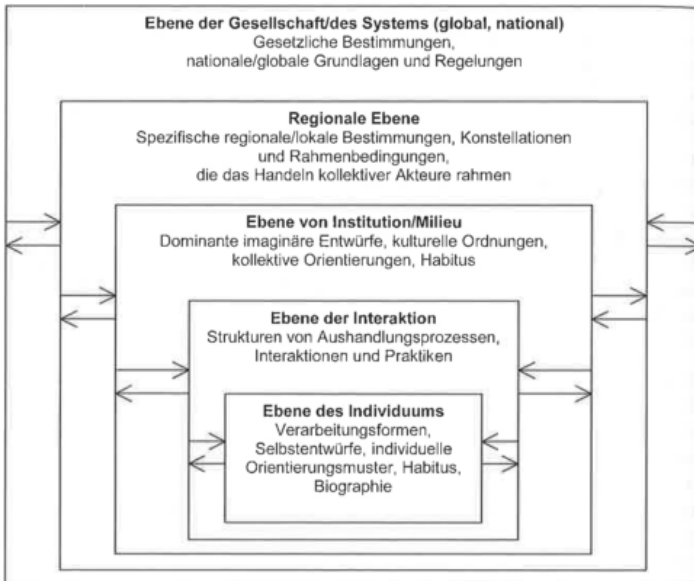 Ebene der Gesellschaft/des Systems (global, national)
Gesetzliche Bestimmungen,
nationale/globale Grundlagen und Regelungen
Regionale Ebene
Spezifische regionale/lokale Bestimmungen, Konstellationen
und Rahmenbedingungen,
die das Handeln kollektiver Akteure rahmen
Ebene von Institution/Milieu
Dominante imaginäre Entwürfe, kulturelle Ordnungen,
kollektive Orientierungen, Habitus
Ebene der Interaktion
Strukturen von Aushandlungsprozessen,
Interaktionen und Praktiken
Ebene des Individuums
Verarbeitungsformen,
Selbstentwürfe, individuelle
Orientierungsmuster, Habitus,
Biographie